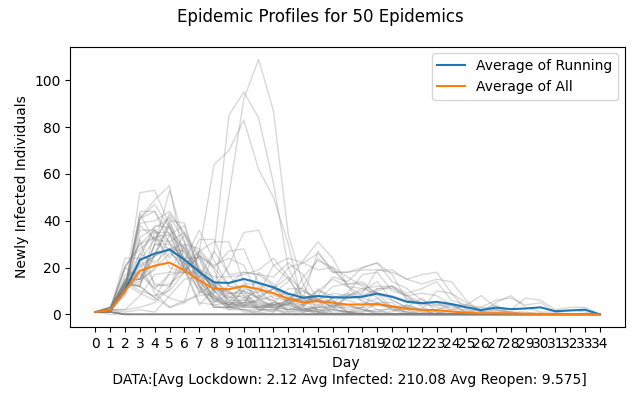 Epidemic Profiles for 50 Epidemics
Average of Running
Average of All
Newly Infected Individuals
100
80
60
40
20
0
0 1 2 3 4 5 6 7 8 9 10 11 12 13 14 15 16 17 18 19 20 21 22 23 24 25 26 27 28 29 30 31 32 33 34
Day
DATA:[Avg Lockdown: 2.12 Avg Infected: 210.08 Avg Reopen: 9.575]